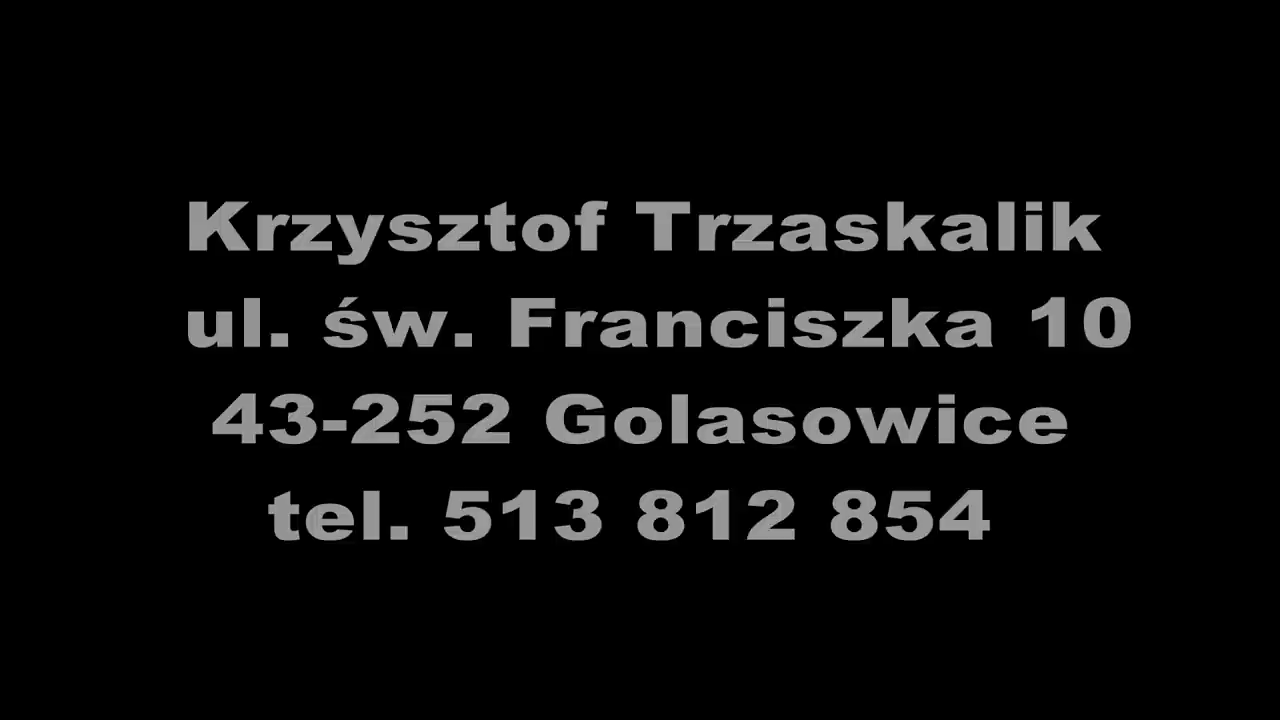 Krzysztof Trzaskalik
ul. św. Franciszka 10
43-252 Golasowice
tel. 513 812 854